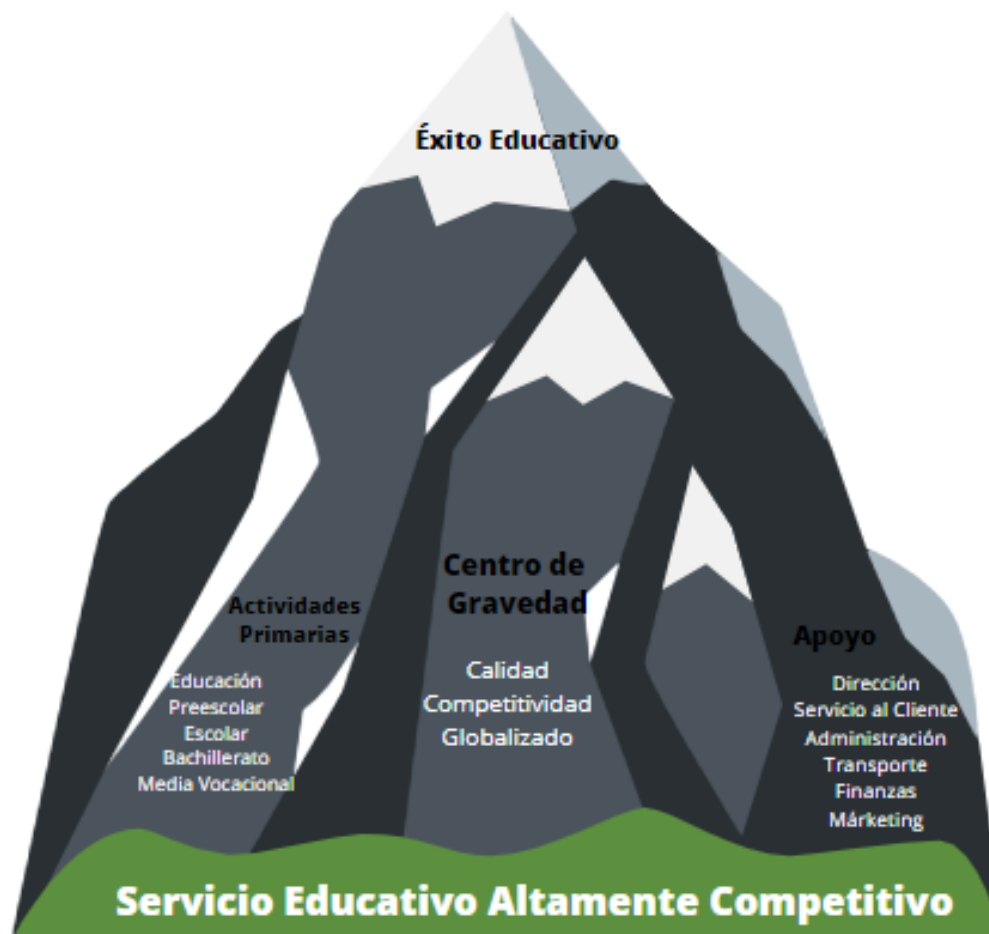 Éxito Educativo
Actividades
Primarias
Educación
Preescolar
Escolar
Bachillerato
Media Vocacional
Centro de
Gravedad
Calidad
Competitividad
Globalizado
Apoyo
Dirección
Servicio al Cliente
Administración
Transporte
Finanzas
Márketing
Servicio Educativo Altamente Competitivo